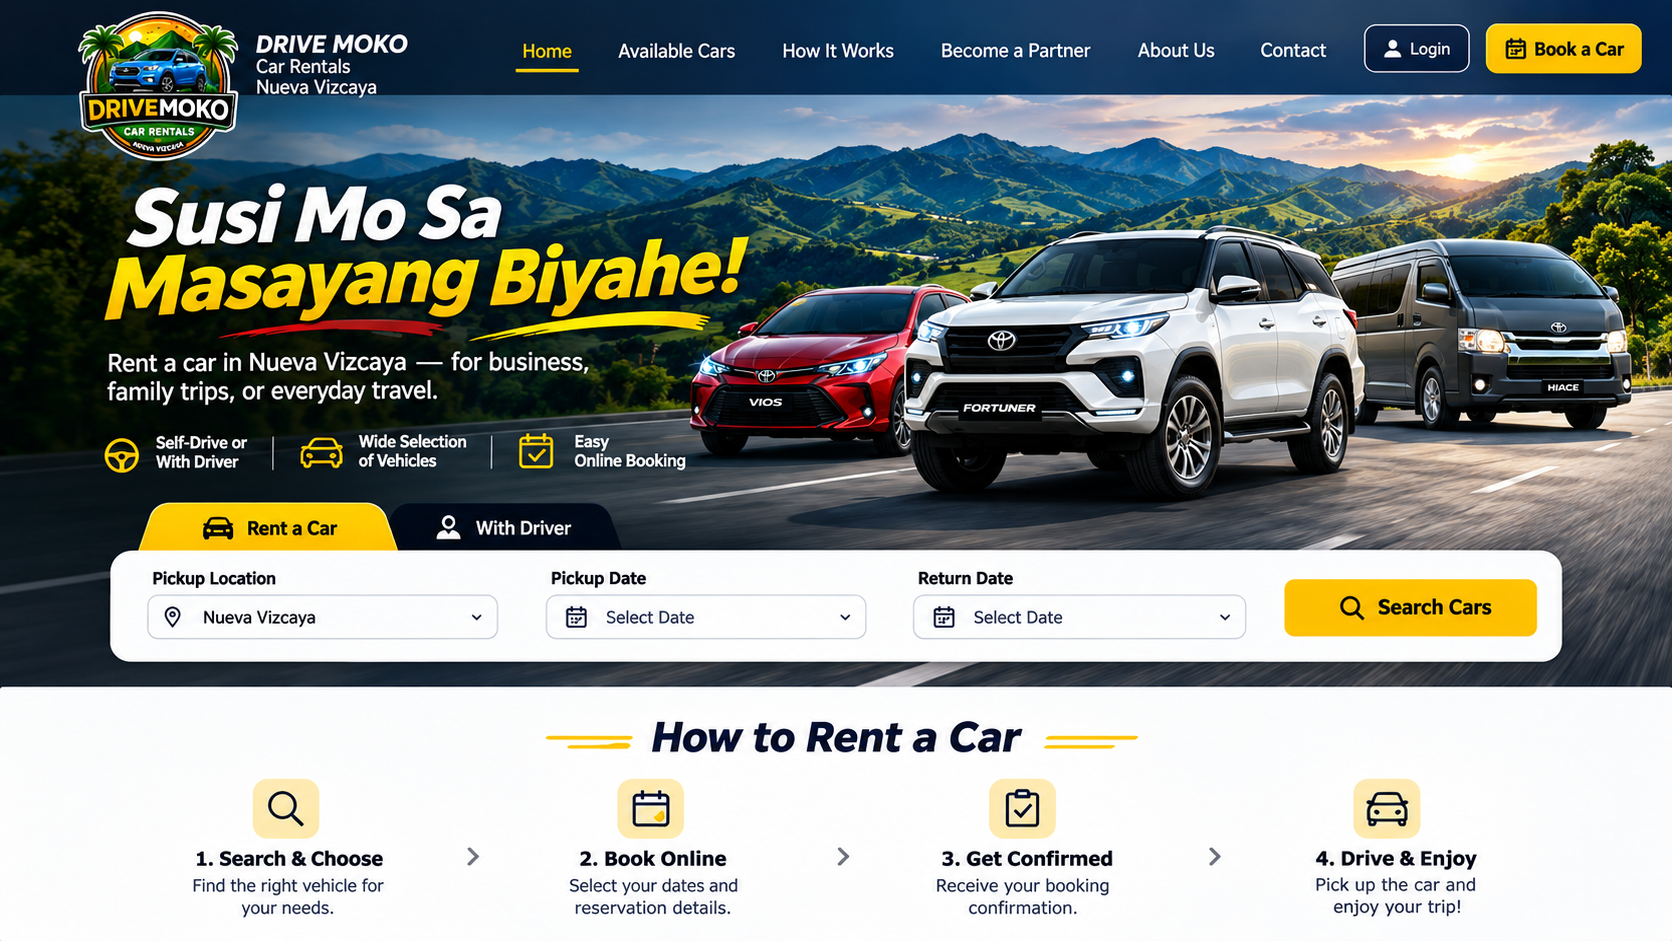 DRIVEMOKO
CAR RENTALS
NUEVA VIZCAYA
DRIVE MOKO
Car Rentals
Nueva Vizcaya
Home
Available Cars
How It Works
Become a Partner
About Us
Contact
Login
Book a Car
Susi Mo Sa
Masayang Biyahe!
Rent a car in Nueva Vizcaya — for business,
family trips, or everyday travel.
Self-Drive or
With Driver
Wide Selection
of Vehicles
Easy
Online Booking
VIOS
FORTUNER
HIACE
Rent a Car
With Driver
Pickup Location
Nueva Vizcaya
Pickup Date
Select Date
Return Date
Select Date
Search Cars
How to Rent a Car
1. Search & Choose
Find the right vehicle for
your needs.
2. Book Online
Select your dates and
reservation details.
3. Get Confirmed
Receive your booking
confirmation.
4. Drive & Enjoy
Pick up the car and
enjoy your trip!